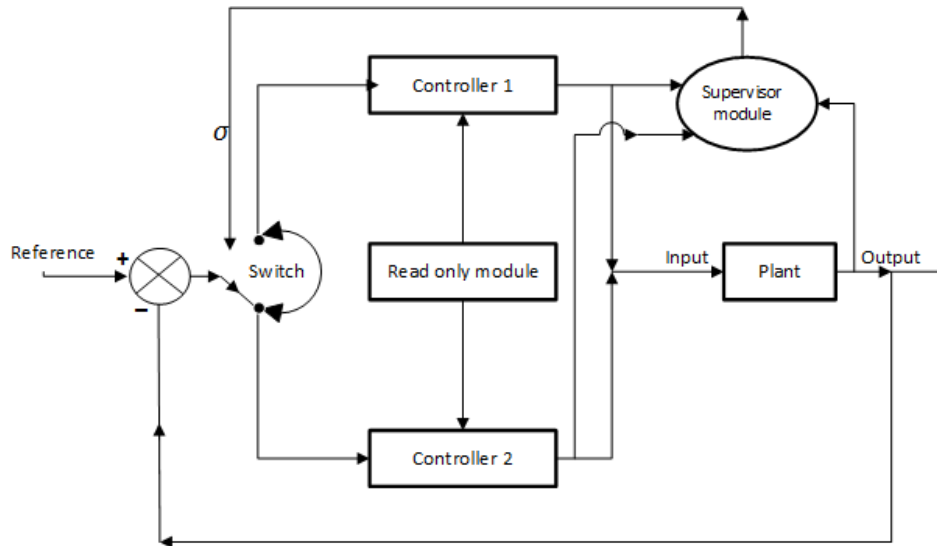 Controller 1
Supervisor
module
σ
Reference
+
−
Switch
Read only module
Input
Plant
Output
Controller 2